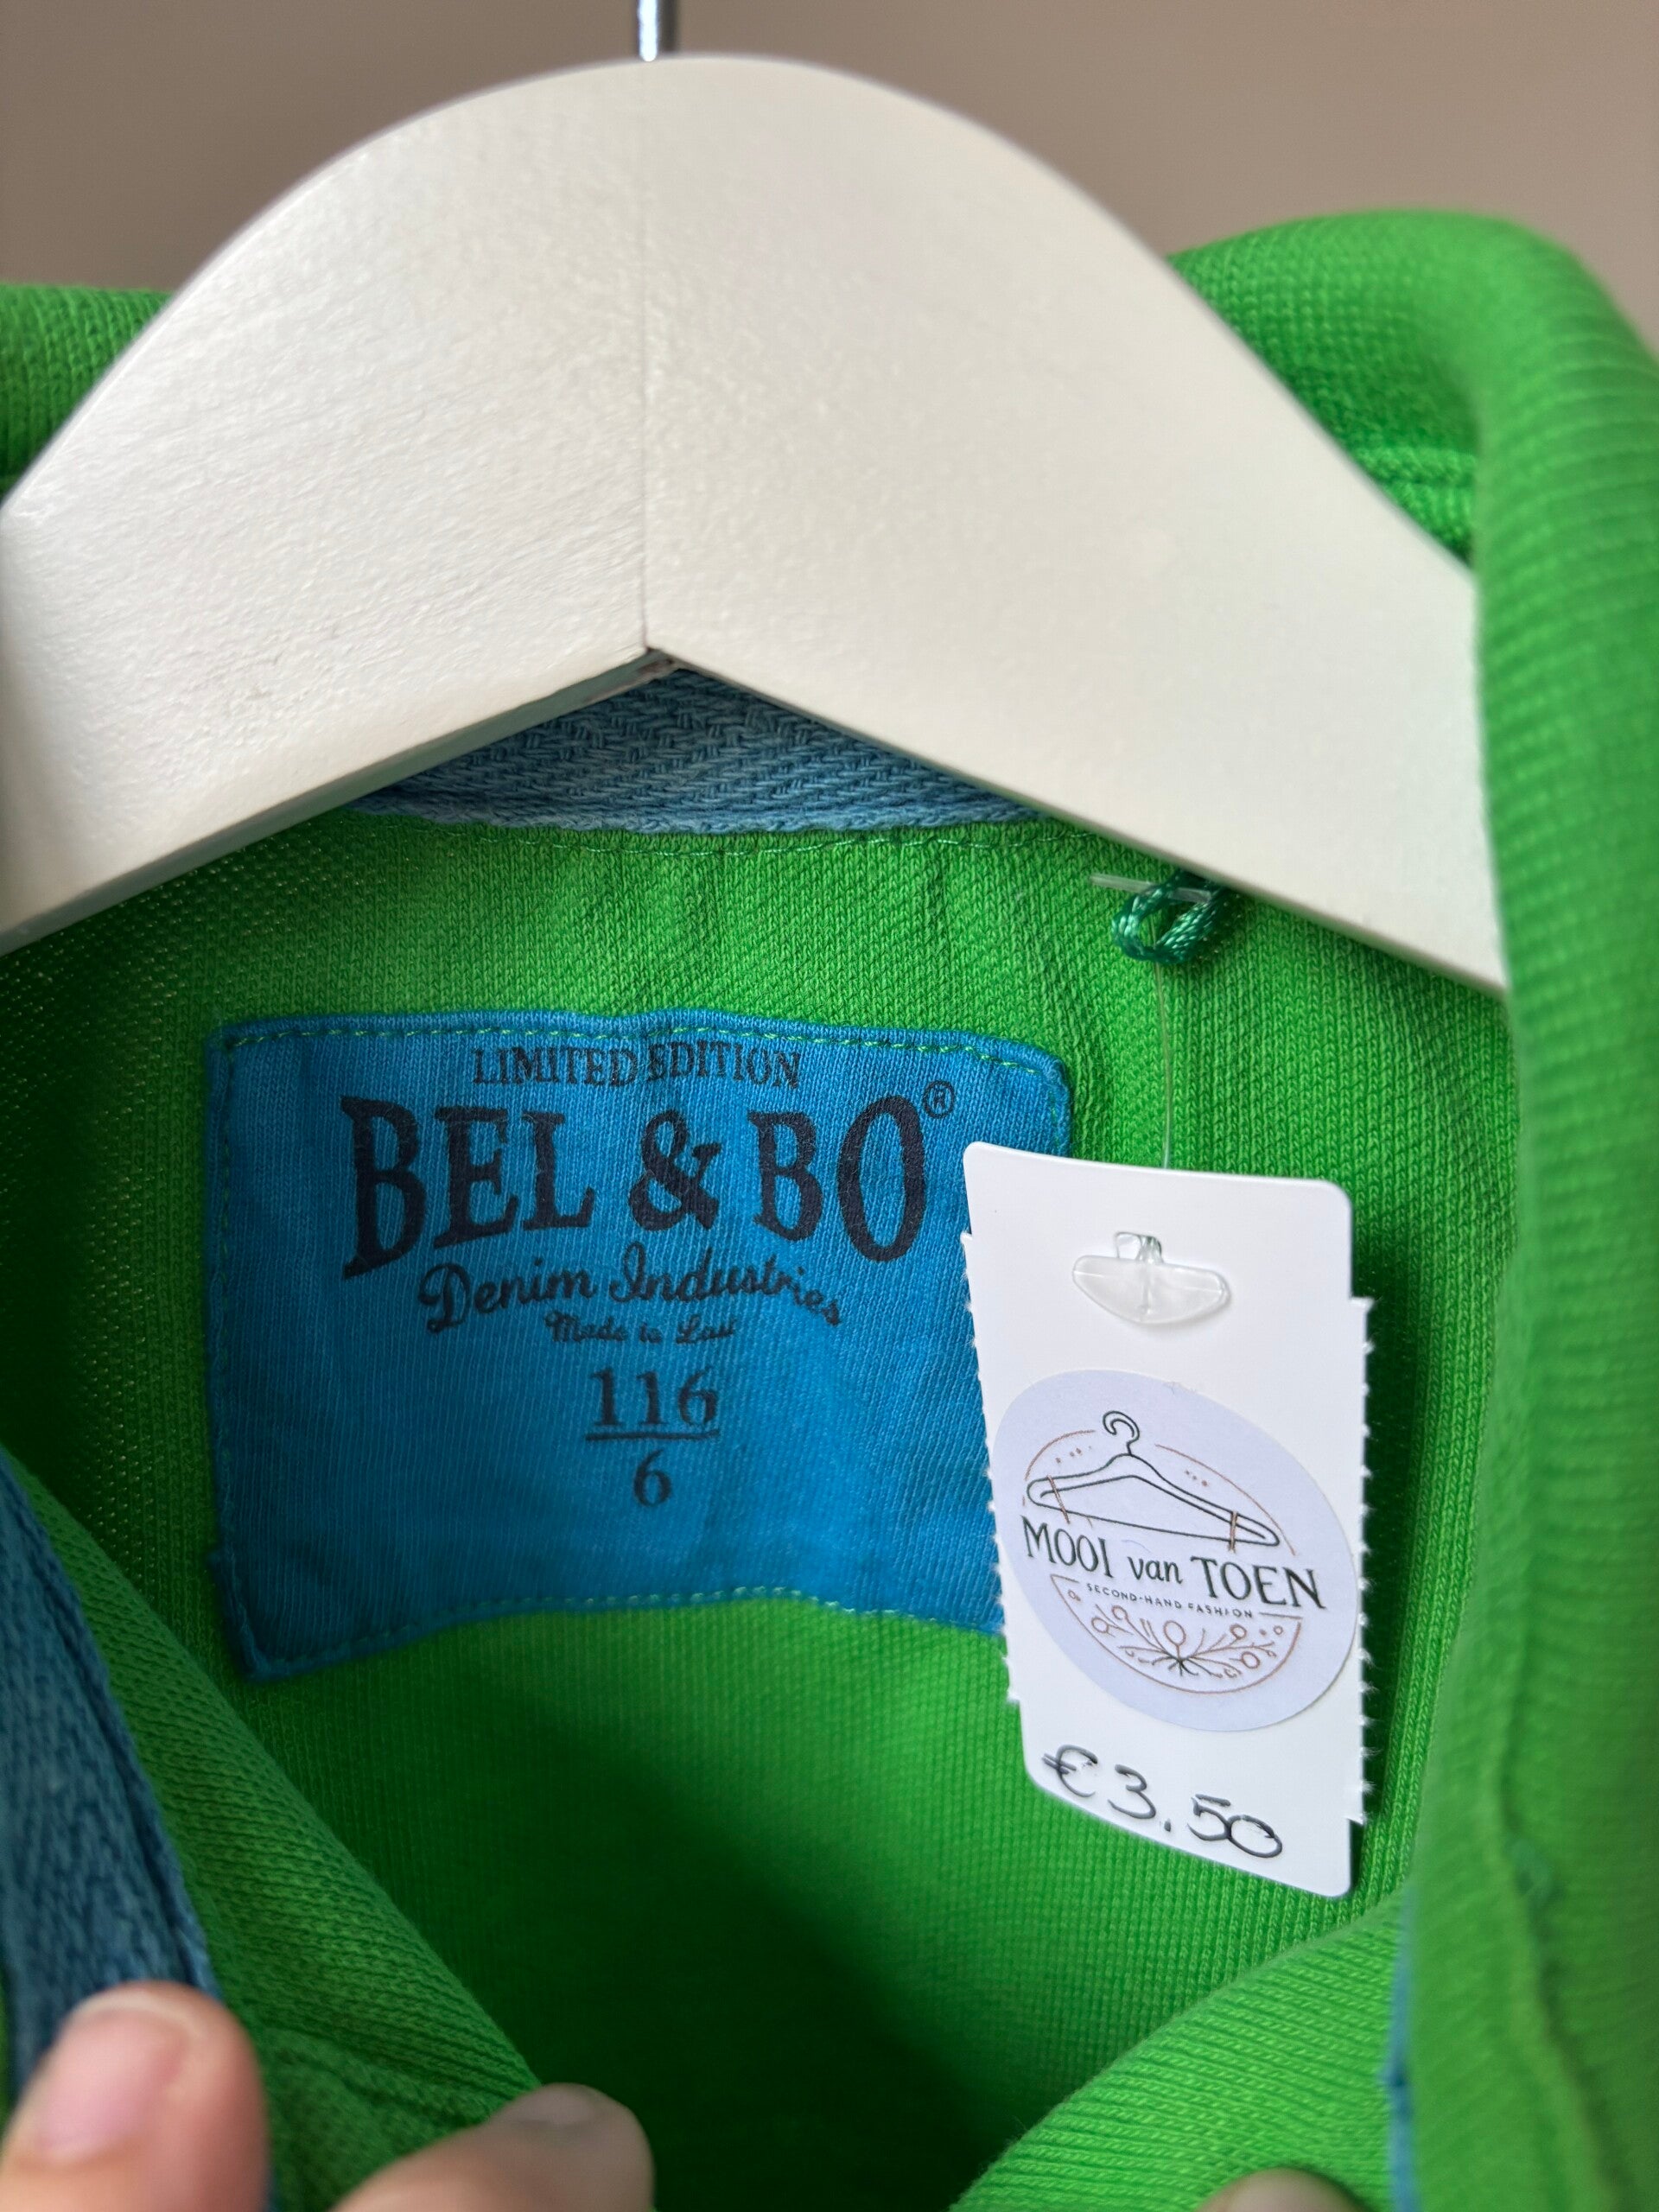 LIMITED EDITION
BEL & BO®
Denim Industries
Made to Last
116
6
MOOI van TOEN
SECOND-HAND FASHION
€3.50